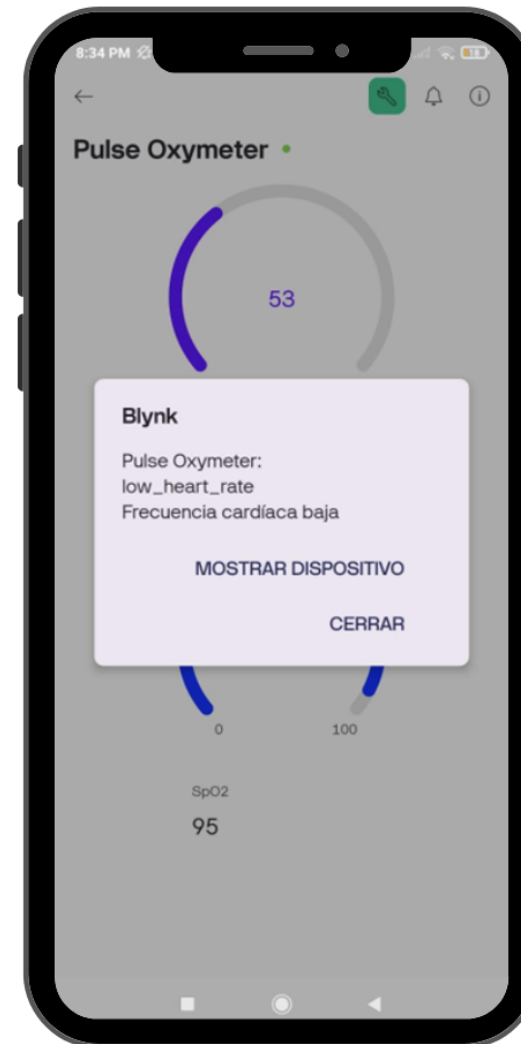 8:34 PM
Pulse Oxymeter
53
Blynk
Pulse Oxymeter:
low_heart_rate
Frecuencia cardíaca baja
MOSTRAR DISPOSITIVO
CERRAR
0 100
SpO2
95